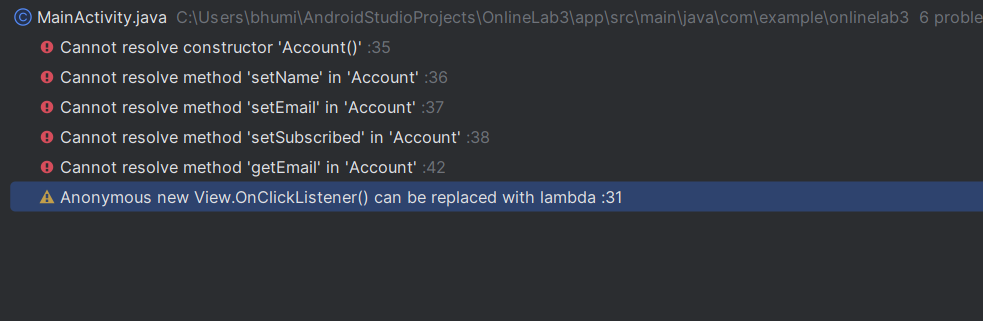 MainActivity.java C:\Users\bhumi\AndroidStudioProjects\OnlineLab3\app\src\main\java\com\example\onlinelab3 6 proble
Cannot resolve constructor 'Account()' :35
Cannot resolve method 'setName' in 'Account' :36
Cannot resolve method 'setEmail' in 'Account' :37
Cannot resolve method 'setSubscribed' in 'Account' :38
Cannot resolve method 'getEmail' in 'Account' :42
Anonymous new View.OnClickListener() can be replaced with lambda :31